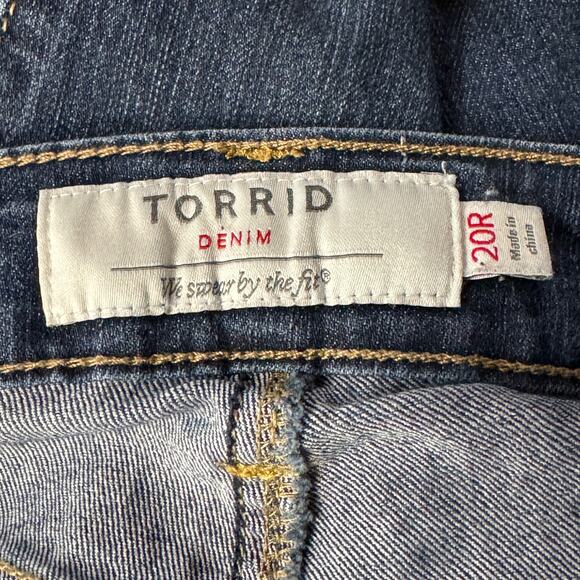 TORRID
DENIM
We swear by the fit®
20R
Made in
china